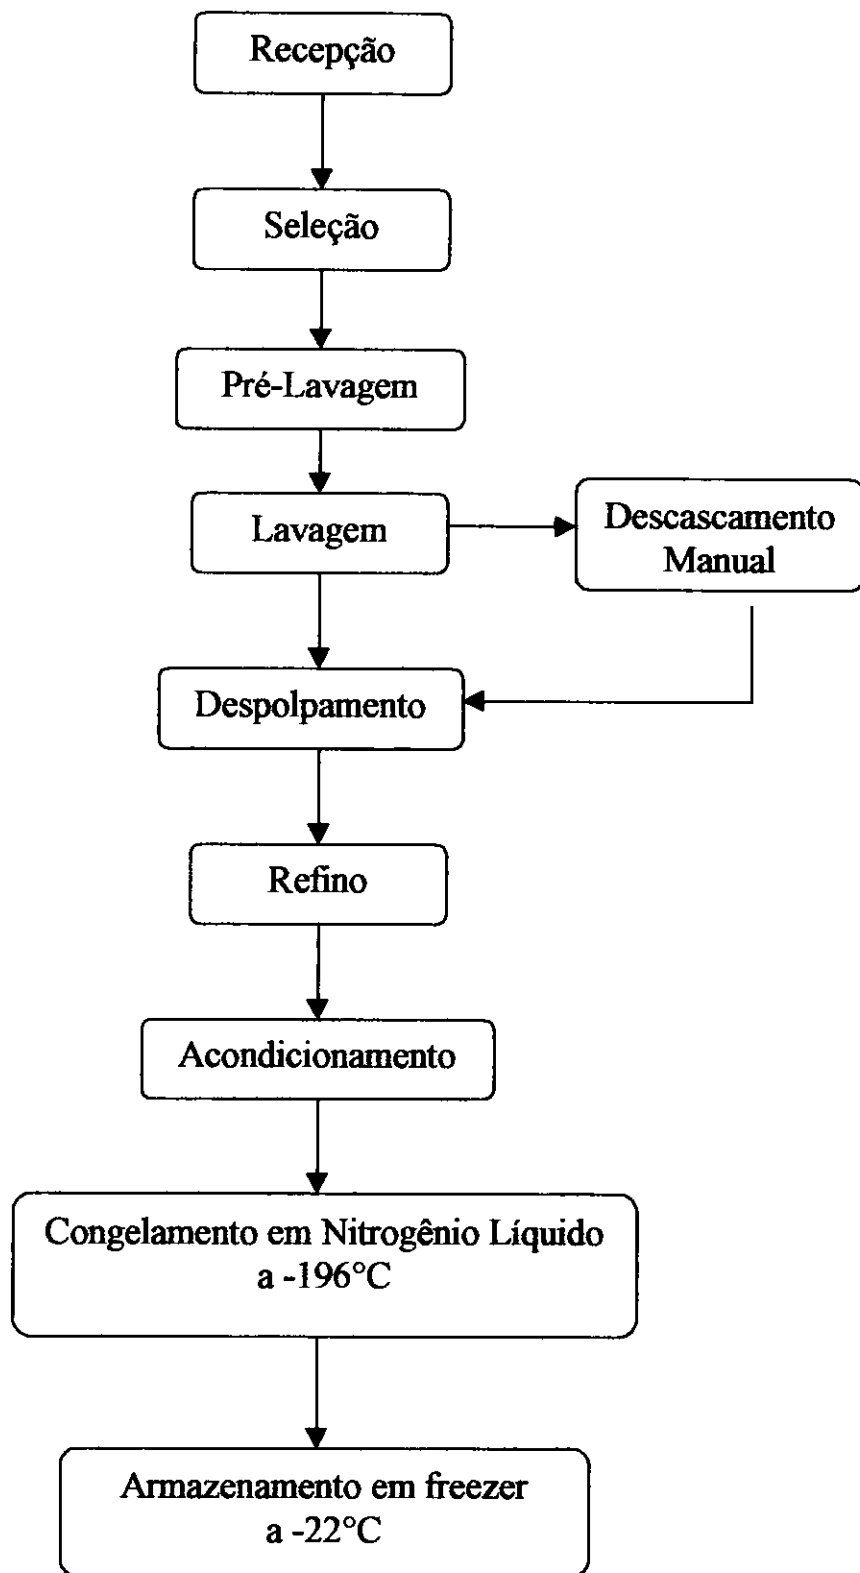 Recepção
Seleção
Pré-Lavagem
Lavagem
Descascamento
Manual
Despolpamento
Refino
Acondicionamento
Congelamento em Nitrogênio Líquido
a -196°C
Armazenamento em freezer
a -22°C